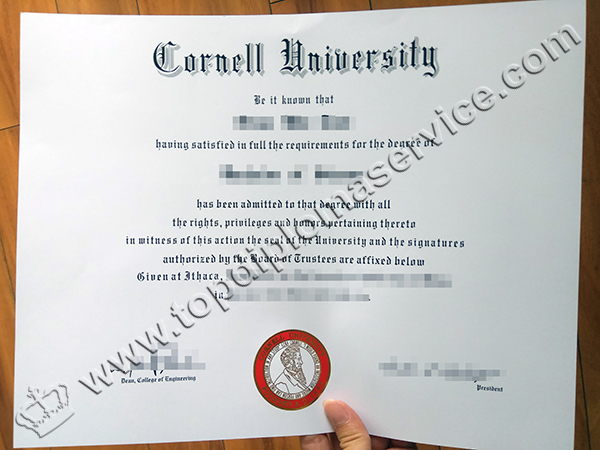 Cornell University
Be it known that
having satisfied in full the requirements for the degree of
has been admitted to that degree with all
the rights, privileges and honors pertaining thereto
in witness of this action the seal of the University and the signatures
authorized by the Board of Trustees are affixed below
Given at Ithaca,
in
Dean, College of Engineering
President
www.topdiplomaservice.com